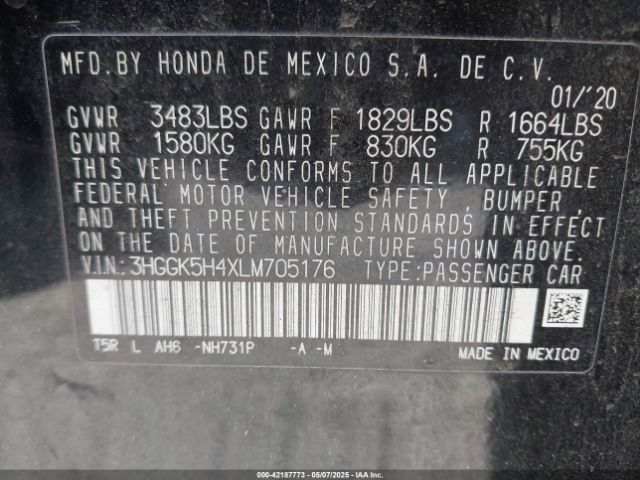 MFD. BY HONDA DE MEXICO S.A. DE C.V.
01/'20
GVWR 3483LBS GAWR F 1829LBS R 1664LBS
GVWR 1580KG GAWR F 830KG R 755KG
THIS VEHICLE CONFORMS TO ALL APPLICABLE
FEDERAL MOTOR VEHICLE SAFETY, BUMPER,
AND THEFT PREVENTION STANDARDS IN EFFECT
ON THE DATE OF MANUFACTURE SHOWN ABOVE.
V.I.N.:3HGGK5H4XLM705176 TYPE:PASSENGER CAR
T5R L AH6 -NH731P -A -M MADE IN MEXICO
000-42187773 - 05/07/2025 - COPYRIGHT © IAA, LLC.